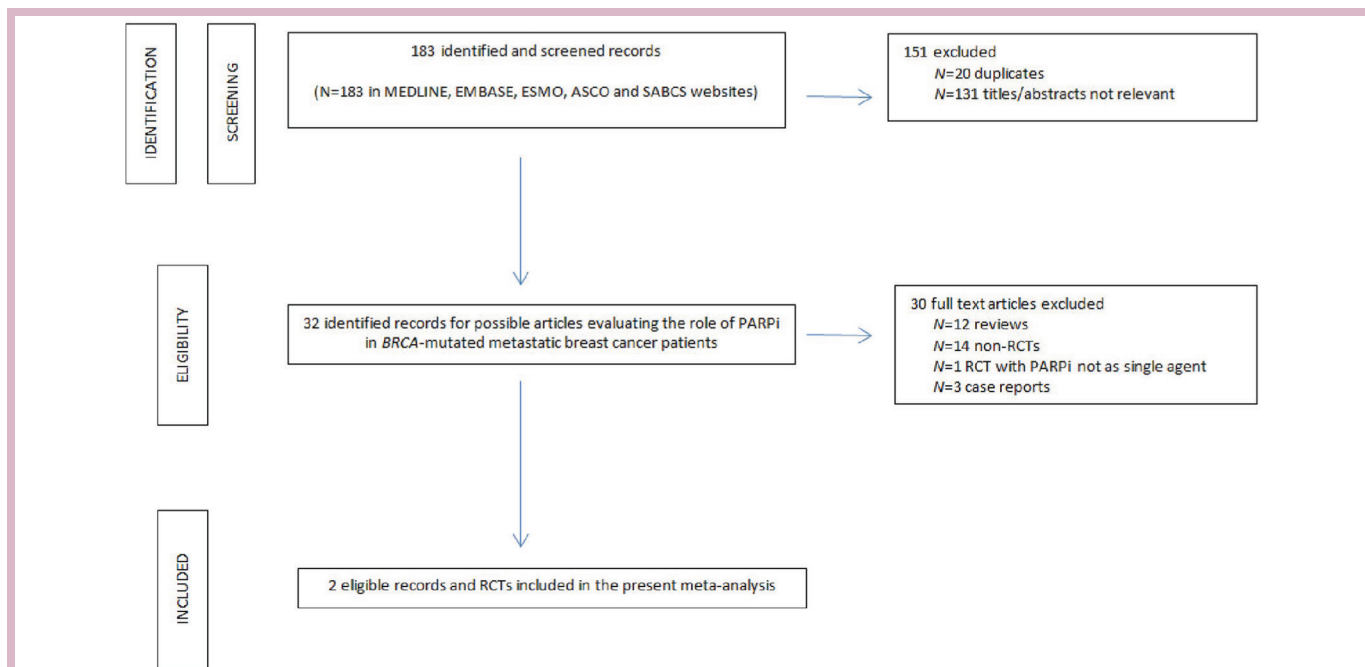 IDENTIFICATION
SCREENING
183 identified and screened records
(N=183 in MEDLINE, EMBASE, ESMO, ASCO and SABCS websites)
151 excluded
N=20 duplicates
N=131 titles/abstracts not relevant
ELIGIBILITY
32 identified records for possible articles evaluating the role of PARPi
in BRCA-mutated metastatic breast cancer patients
30 full text articles excluded
N=12 reviews
N=14 non-RCTs
N=1 RCT with PARPi not as single agent
N=3 case reports
INCLUDED
2 eligible records and RCTs included in the present meta-analysis